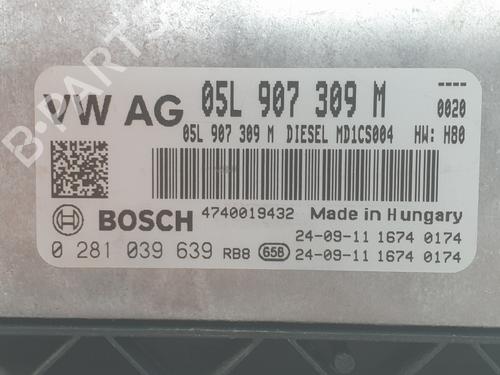 VW AG 05L 907 309 M ----
0020
05L 907 309 M DIESEL MD1CS004 HW: H80
BOSCH 4740019432 Made in Hungary
24-09-11 1674 0174
0 281 039 639 RB8 65B 24-09-11 1674 0174
B-PARTS